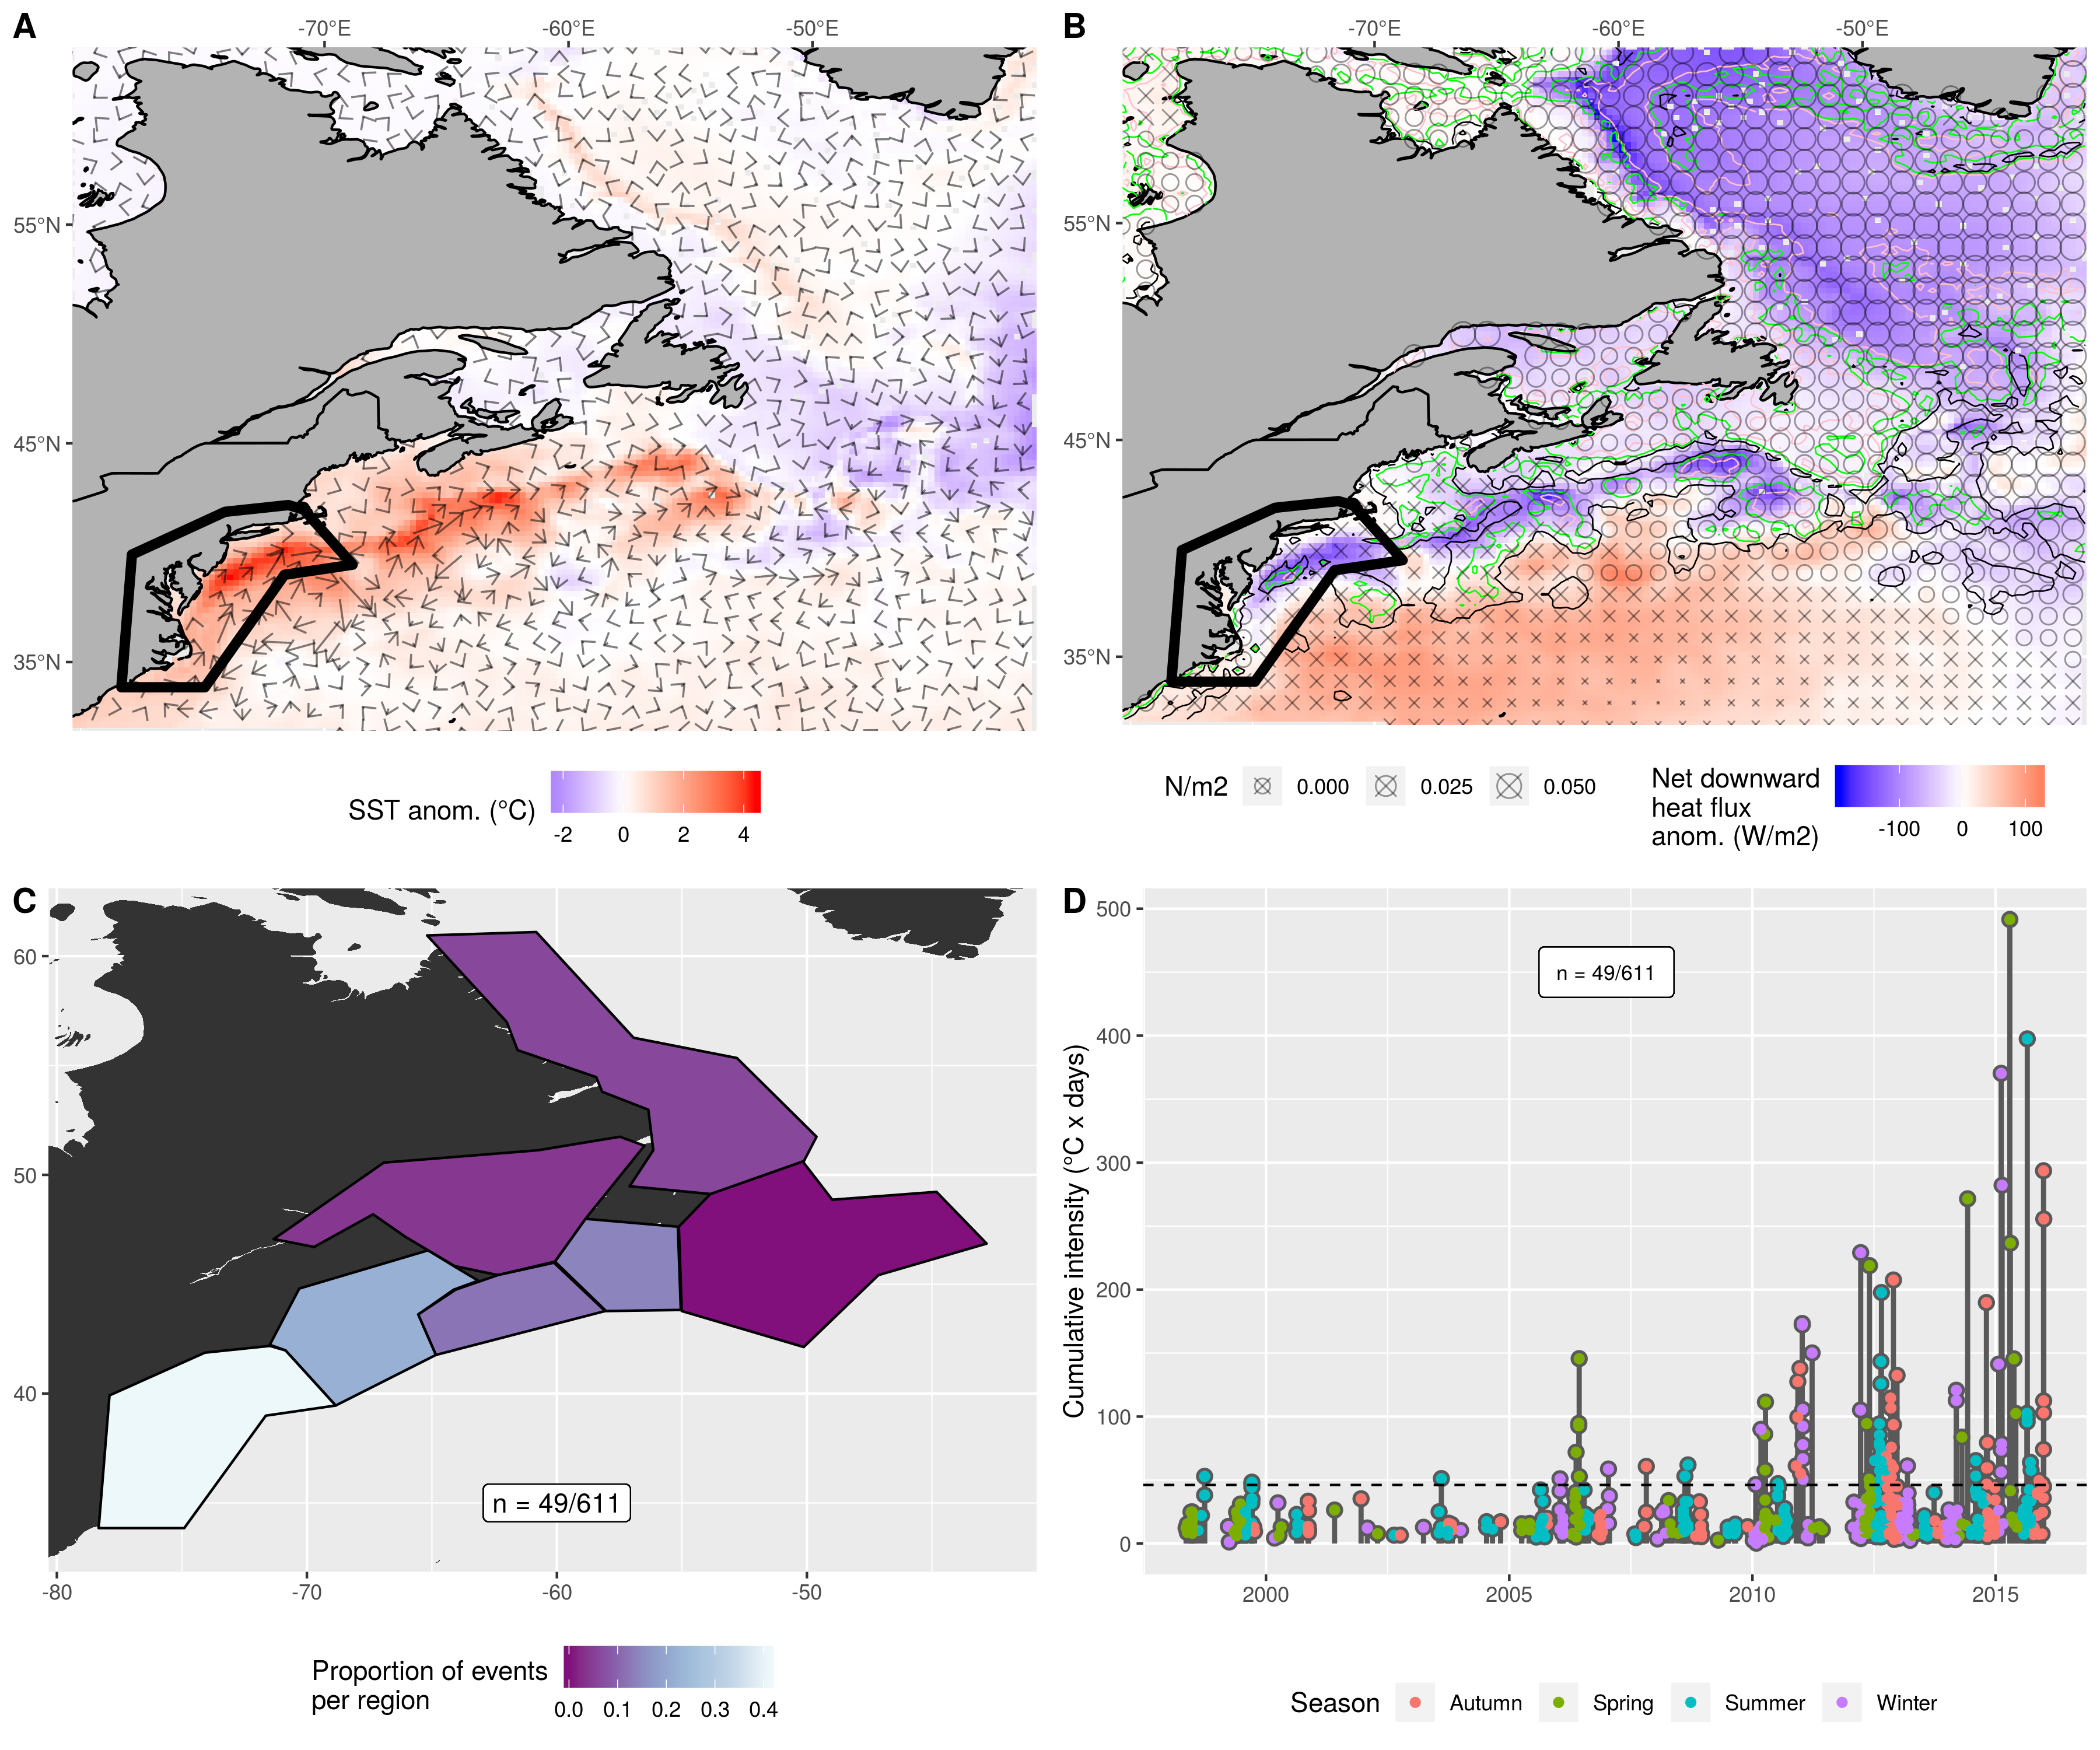 A
-70°E
-60°E
-50°E
55°N
45°N
35°N
SST anom. (°C)
-2
0
2
4
B
-70°E
-60°E
-50°E
55°N
45°N
35°N
N/m2
0.000
0.025
0.050
Net downward
heat flux
anom. (W/m2)
-100
0
100
C
60
50
40
-80
-70
-60
-50
n = 49/611
Proportion of events
per region
0.0
0.1
0.2
0.3
0.4
D
Cumulative intensity (°C x days)
500
400
300
200
100
0
n = 49/611
2000
2005
2010
2015
Season
Autumn
Spring
Summer
Winter